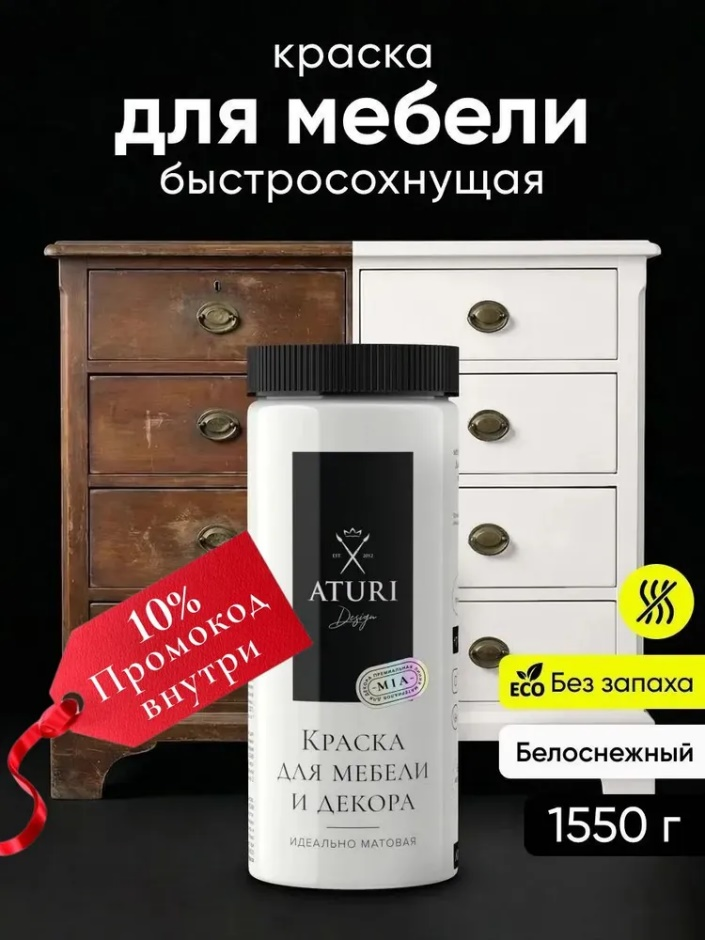 краска
для мебели
быстросохнущая
ATURI
Design
MIA
КРАСКА
ДЛЯ МЕБЕЛИ
И ДЕКОРА
ИДЕАЛЬНО МАТОВАЯ
10%
Промокод
внутри
ECO Без запаха
Белоснежный
1550 г